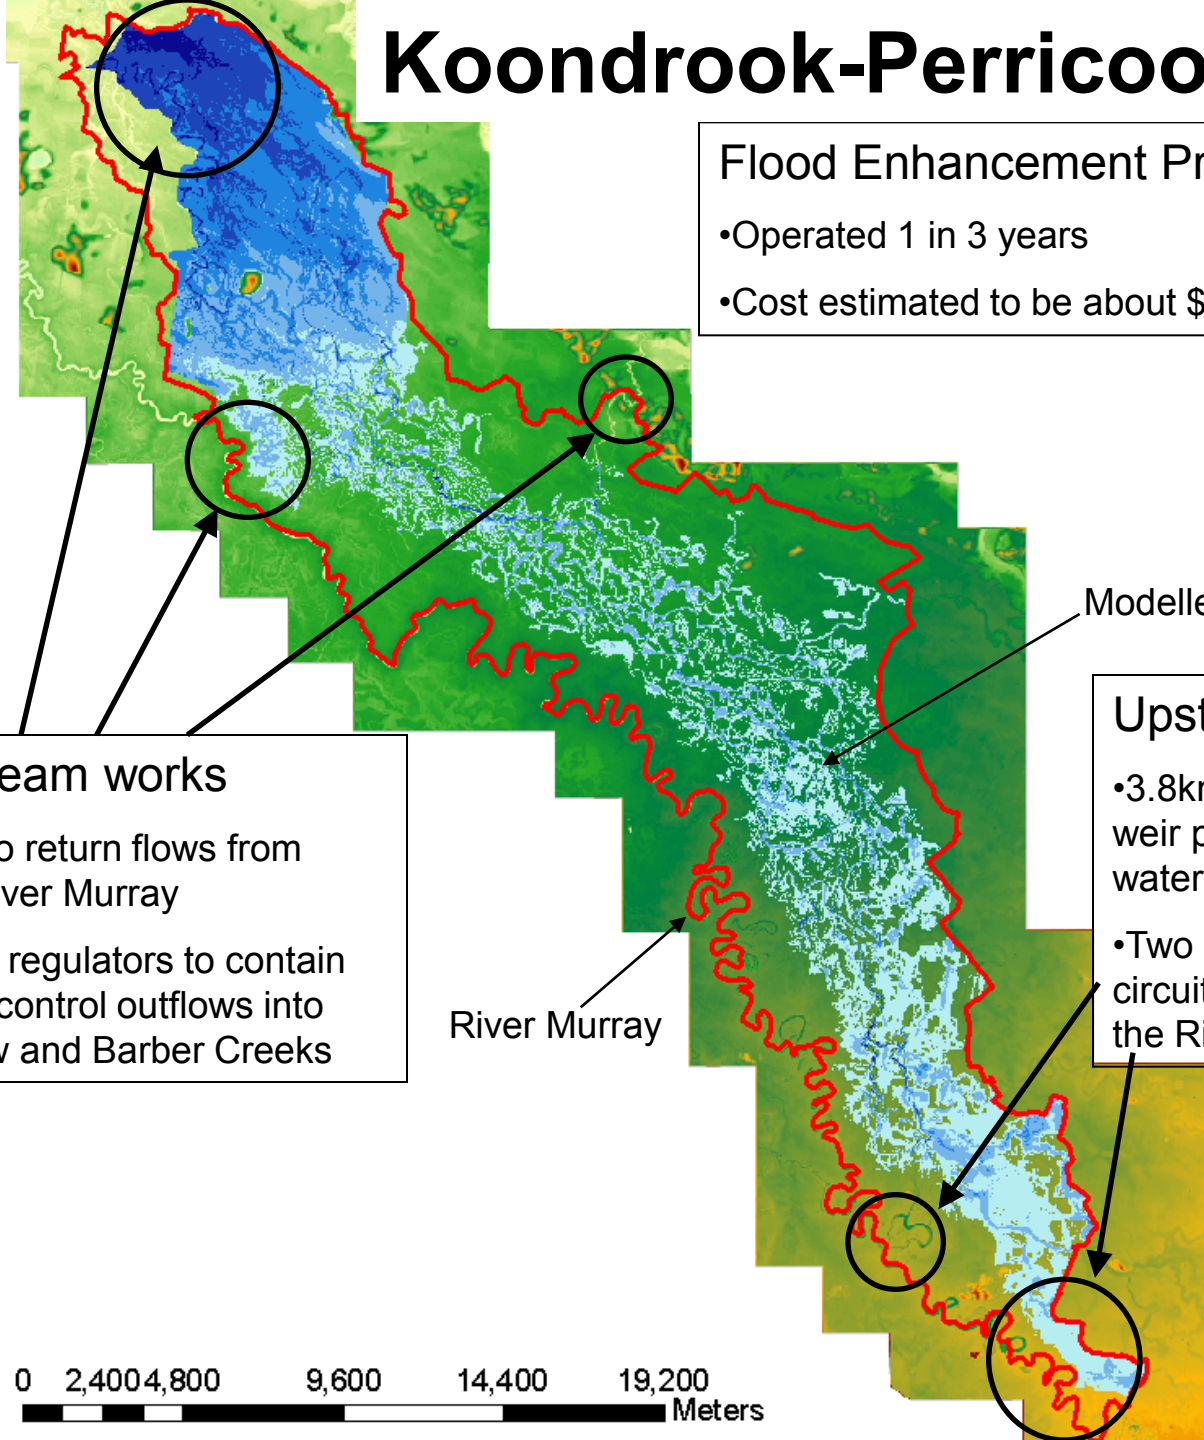 Koondrook-Perricoo
Flood Enhancement Pr
•Operated 1 in 3 years
•Cost estimated to be about $
Modelle
Upst
•3.8km
weir p
water
•Two
circuit
the Ri
eam works
o return flows from
ver Murray
regulators to contain
control outflows into
w and Barber Creeks
River Murray
0 2,400 4,800 9,600 14,400 19,200
Meters